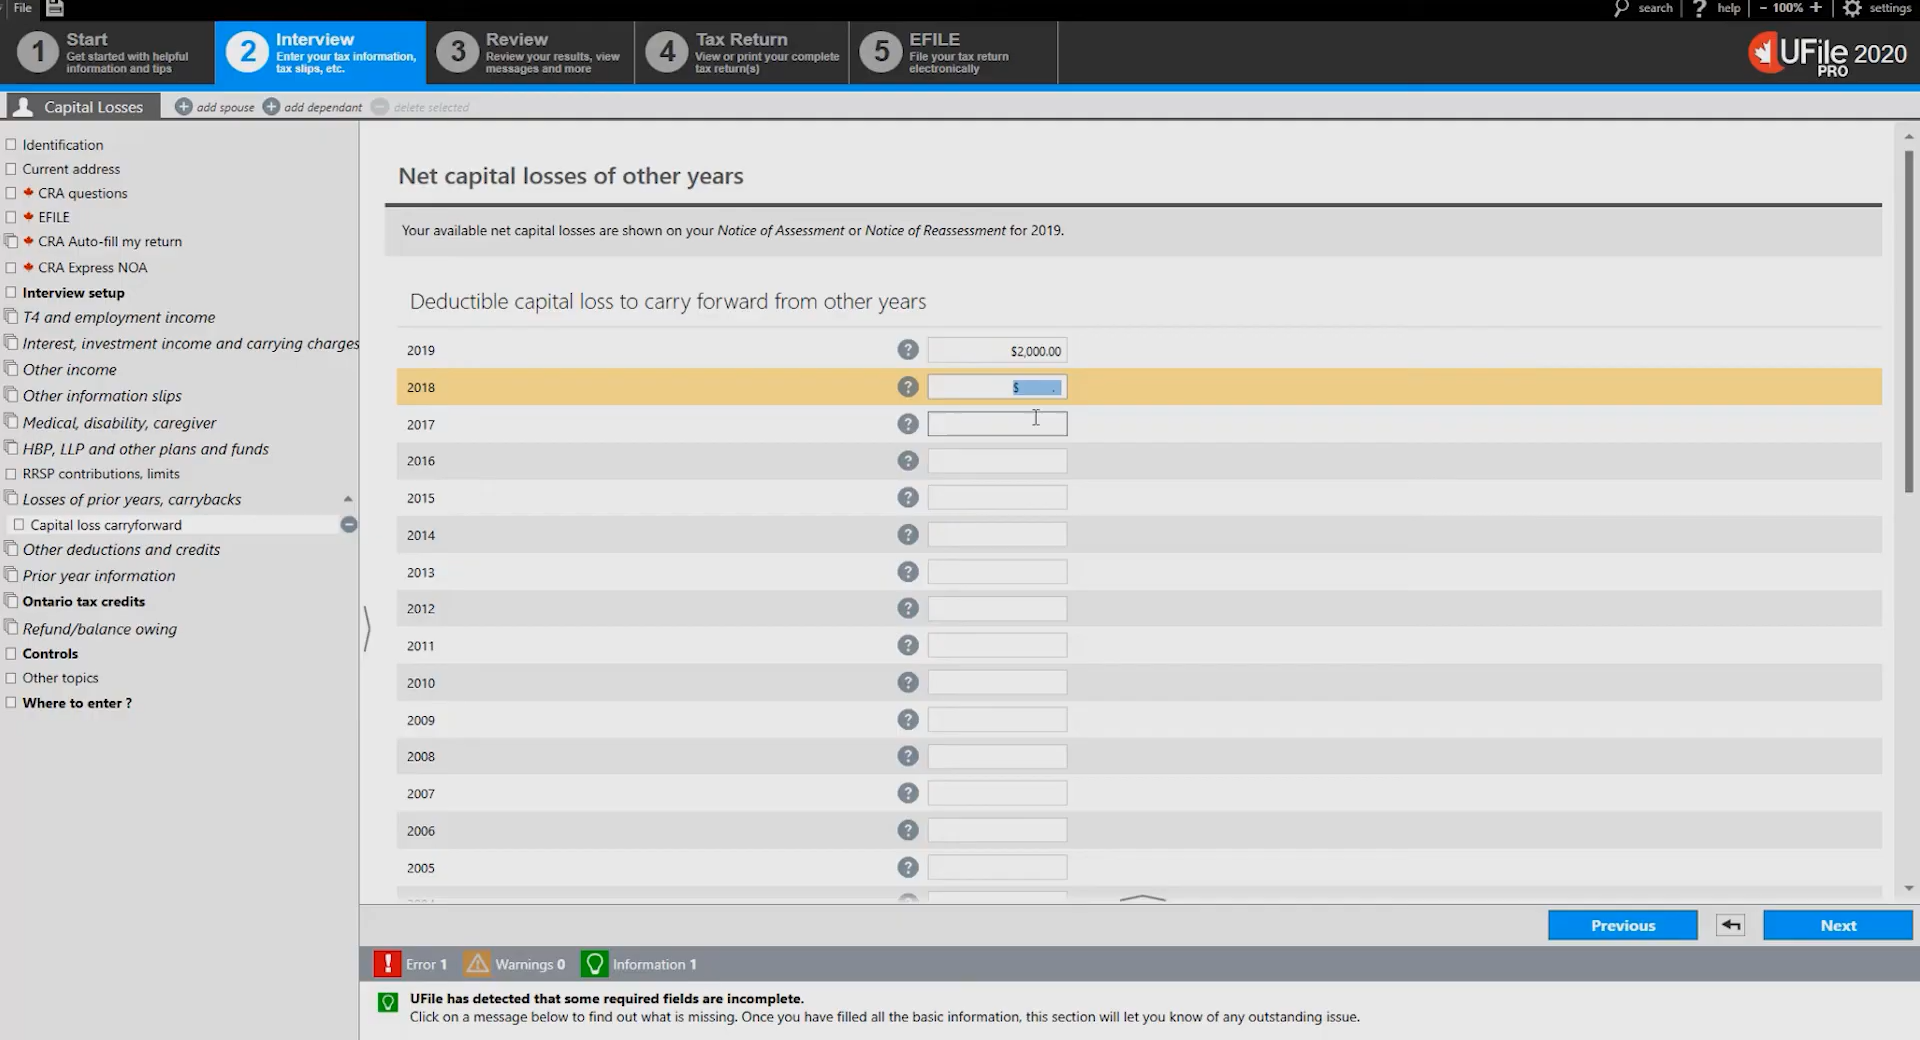 File
search
help
– 100% +
settings
1
Start
Get started with helpful
information and tips
2
Interview
Enter your tax information,
tax slips, etc.
3
Review
Review your results, view
messages and more
4
Tax Return
View or print your complete
tax return(s)
5
EFILE
File your tax return
electronically
UFile 2020
PRO
Capital Losses
add spouse
add dependant
delete selected
Identification
Current address
CRA questions
EFILE
CRA Auto-fill my return
CRA Express NOA
Interview setup
T4 and employment income
Interest, investment income and carrying charges
Other income
Other information slips
Medical, disability, caregiver
HBP, LLP and other plans and funds
RRSP contributions, limits
Losses of prior years, carrybacks
Capital loss carryforward
Other deductions and credits
Prior year information
Ontario tax credits
Refund/balance owing
Controls
Other topics
Where to enter ?
Net capital losses of other years
Your available net capital losses are shown on your Notice of Assessment or Notice of Reassessment for 2019.
Deductible capital loss to carry forward from other years
2019 ? $2,000.00
2018 ? $ .
2017 ?
2016 ?
2015 ?
2014 ?
2013 ?
2012 ?
2011 ?
2010 ?
2009 ?
2008 ?
2007 ?
2006 ?
2005 ?
Previous
Next
Error 1
Warnings 0
Information 1
UFile has detected that some required fields are incomplete.
Click on a message below to find out what is missing. Once you have filled all the basic information, this section will let you know of any outstanding issue.